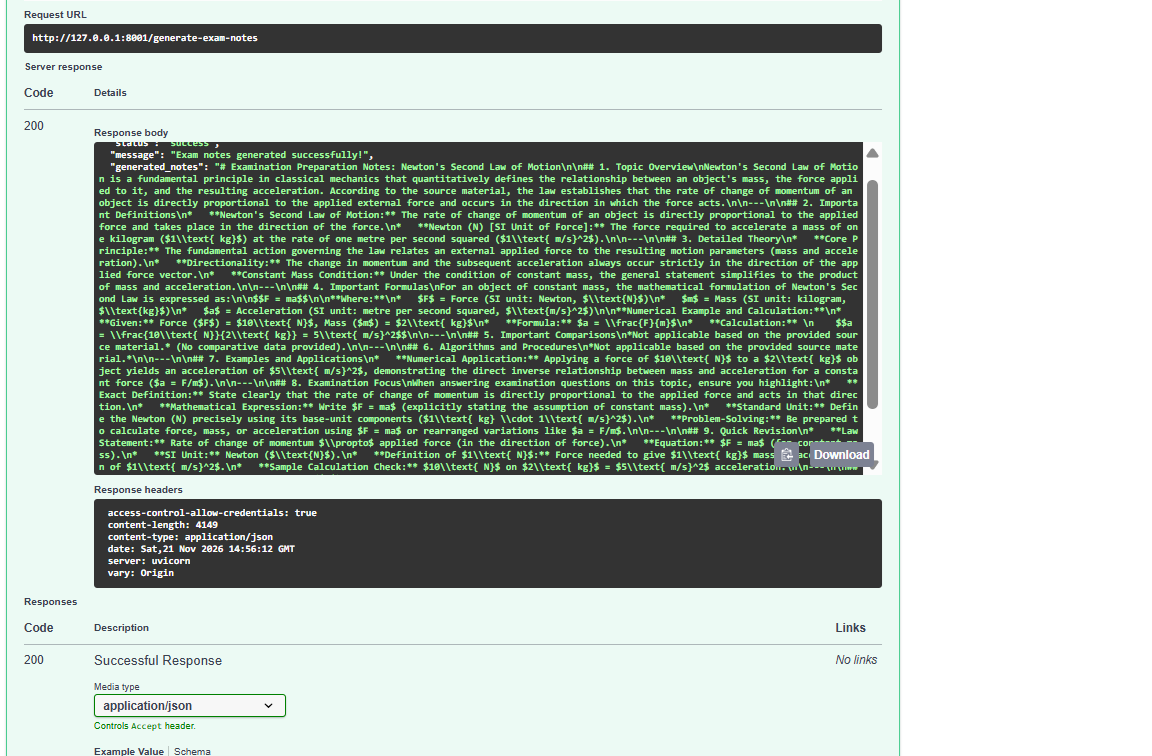 Request URL
http://127.0.0.1:8001/generate-exam-notes
Server response
Code Details
200
Response body
"status": "success",
"message": "Exam notes generated successfully!",
"generated_notes": "# Examination Preparation Notes: Newton's Second Law of Motion\n\n## 1. Topic Overview\nNewton's Second Law of Motio
n is a fundamental principle in classical mechanics that quantitatively defines the relationship between an object's mass, the force appli
ed to it, and the resulting acceleration. According to the source material, the law establishes that the rate of change of momentum of an
object is directly proportional to the applied external force and occurs in the direction in which the force acts.\n\n---\n\n## 2. Importa
nt Definitions\n*   **Newton's Second Law of Motion:** The rate of change of momentum of an object is directly proportional to the applied
force and takes place in the direction of the force.\n*   **Newton (N) [SI Unit of Force]:** The force required to accelerate a mass of on
e kilogram ($1\\text{ kg}$) at the rate of one metre per second squared ($1\\text{ m/s}^2$).\n\n---\n\n## 3. Detailed Theory\n*   **Core P
rinciple:** The fundamental action governing the law relates an external applied force to the resulting motion parameters (mass and accele
ration).\n*   **Directionality:** The change in momentum and the subsequent acceleration always occur strictly in the direction of the app
lied force vector.\n*   **Constant Mass Condition:** Under the condition of constant mass, the general statement simplifies to the product
of mass and acceleration.\n\n---\n\n## 4. Important Formulas\nFor an object of constant mass, the mathematical formulation of Newton's Sec
ond Law is expressed as:\n\n$$F = ma$$\n\n**Where:**\n*   $F$ = Force (SI unit: Newton, $\\text{N}$)\n*   $m$ = Mass (SI unit: kilogram,
$\\text{kg}$)\n*   $a$ = Acceleration (SI unit: metre per second squared, $\\text{m/s}^2$)\n\n**Numerical Example and Calculation:**\n*
**Given:** Force ($F$) = $10\\text{ N}$, Mass ($m$) = $2\\text{ kg}$\n*   **Formula:** $a = \\frac{F}{m}$\n*   **Calculation:** \n    $$a
= \\frac{10\\text{ N}}{2\\text{ kg}} = 5\\text{ m/s}^2$$\n\n---\n\n## 5. Important Comparisons\n*Not applicable based on the provided sour
ce material.* (No comparative data provided).\n\n---\n\n## 6. Algorithms and Procedures\n*Not applicable based on the provided source mate
rial.*\n\n---\n\n## 7. Examples and Applications\n*   **Numerical Application:** Applying a force of $10\\text{ N}$ to a $2\\text{ kg}$ ob
ject yields an acceleration of $5\\text{ m/s}^2$, demonstrating the direct inverse relationship between mass and acceleration for a consta
nt force ($a = F/m$).\n\n---\n\n## 8. Examination Focus\nWhen answering examination questions on this topic, ensure you highlight:\n*   **
Exact Definition:** State clearly that the rate of change of momentum is directly proportional to the applied force and acts in that direc
tion.\n*   **Mathematical Expression:** Write $F = ma$ (explicitly stating the assumption of constant mass).\n*   **Standard Unit:** Defin
e the Newton (N) precisely using its base-unit components ($1\\text{ kg} \\cdot 1\\text{ m/s}^2$).\n*   **Problem-Solving:** Be prepared t
o calculate force, mass, or acceleration using $F = ma$ or rearranged variations like $a = F/m$.\n\n---\n\n## 9. Quick Revision\n*   **Law
Statement:** Rate of change of momentum $\\propto$ applied force (in the direction of force).\n*   **Equation:** $F = ma$ (for constant ma
ss).\n*   **SI Unit:** Newton ($\\text{N}$).\n*   **Definition of $1\\text{ N}$:** Force needed to give $1\\text{ kg}$ mass
n of $1\\text{ m/s}^2$.\n*   **Sample Calculation Check:** $10\\text{ N}$ on $2\\text{ kg}$ = $5\\text{ m/s}^2$ acceleration.\n\n---\n\n##
Download
Response headers
access-control-allow-credentials: true
content-length: 4149
content-type: application/json
date: Sat,21 Nov 2026 14:56:12 GMT
server: uvicorn
vary: Origin
Responses
Code Description Links
200 Successful Response No links
Media type
application/json
Controls Accept header.
Example Value Schema